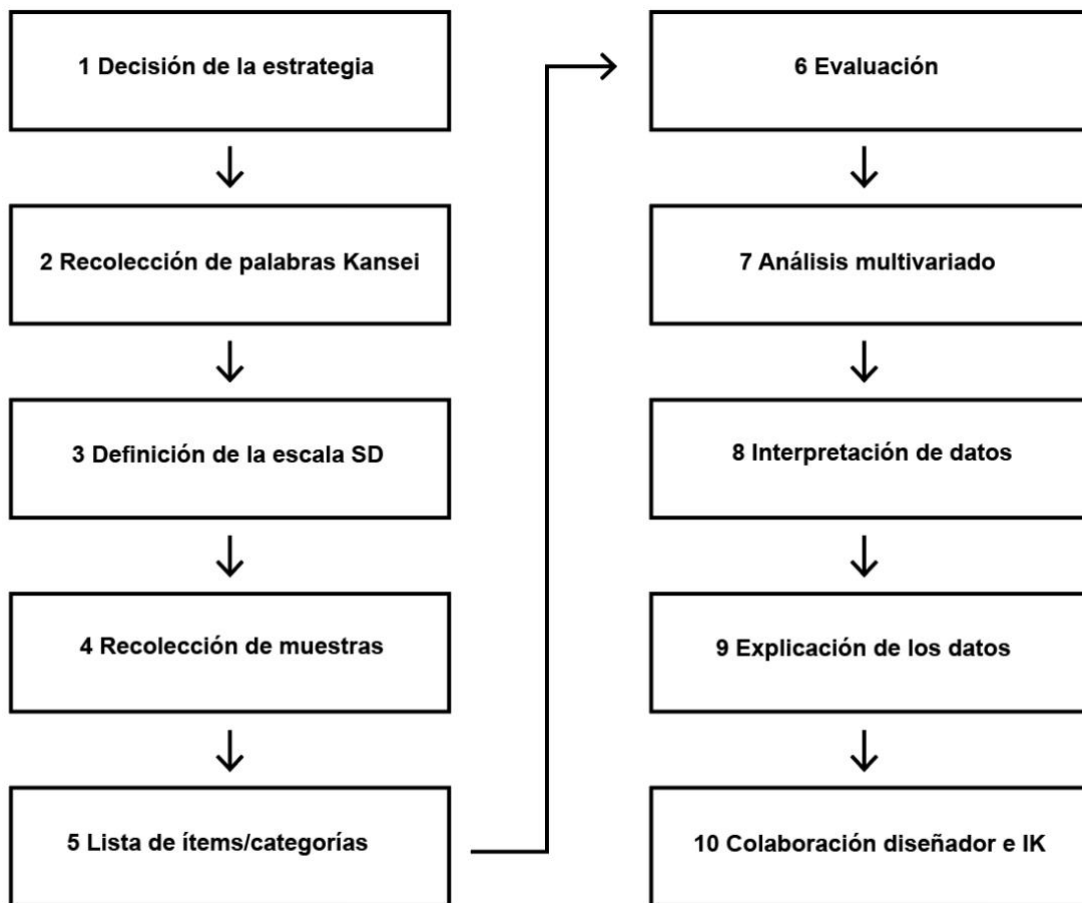 1 Decisión de la estrategia
2 Recolección de palabras Kansei
3 Definición de la escala SD
4 Recolección de muestras
5 Lista de ítems/categorías
6 Evaluación
7 Análisis multivariado
8 Interpretación de datos
9 Explicación de los datos
10 Colaboración diseñador e IK